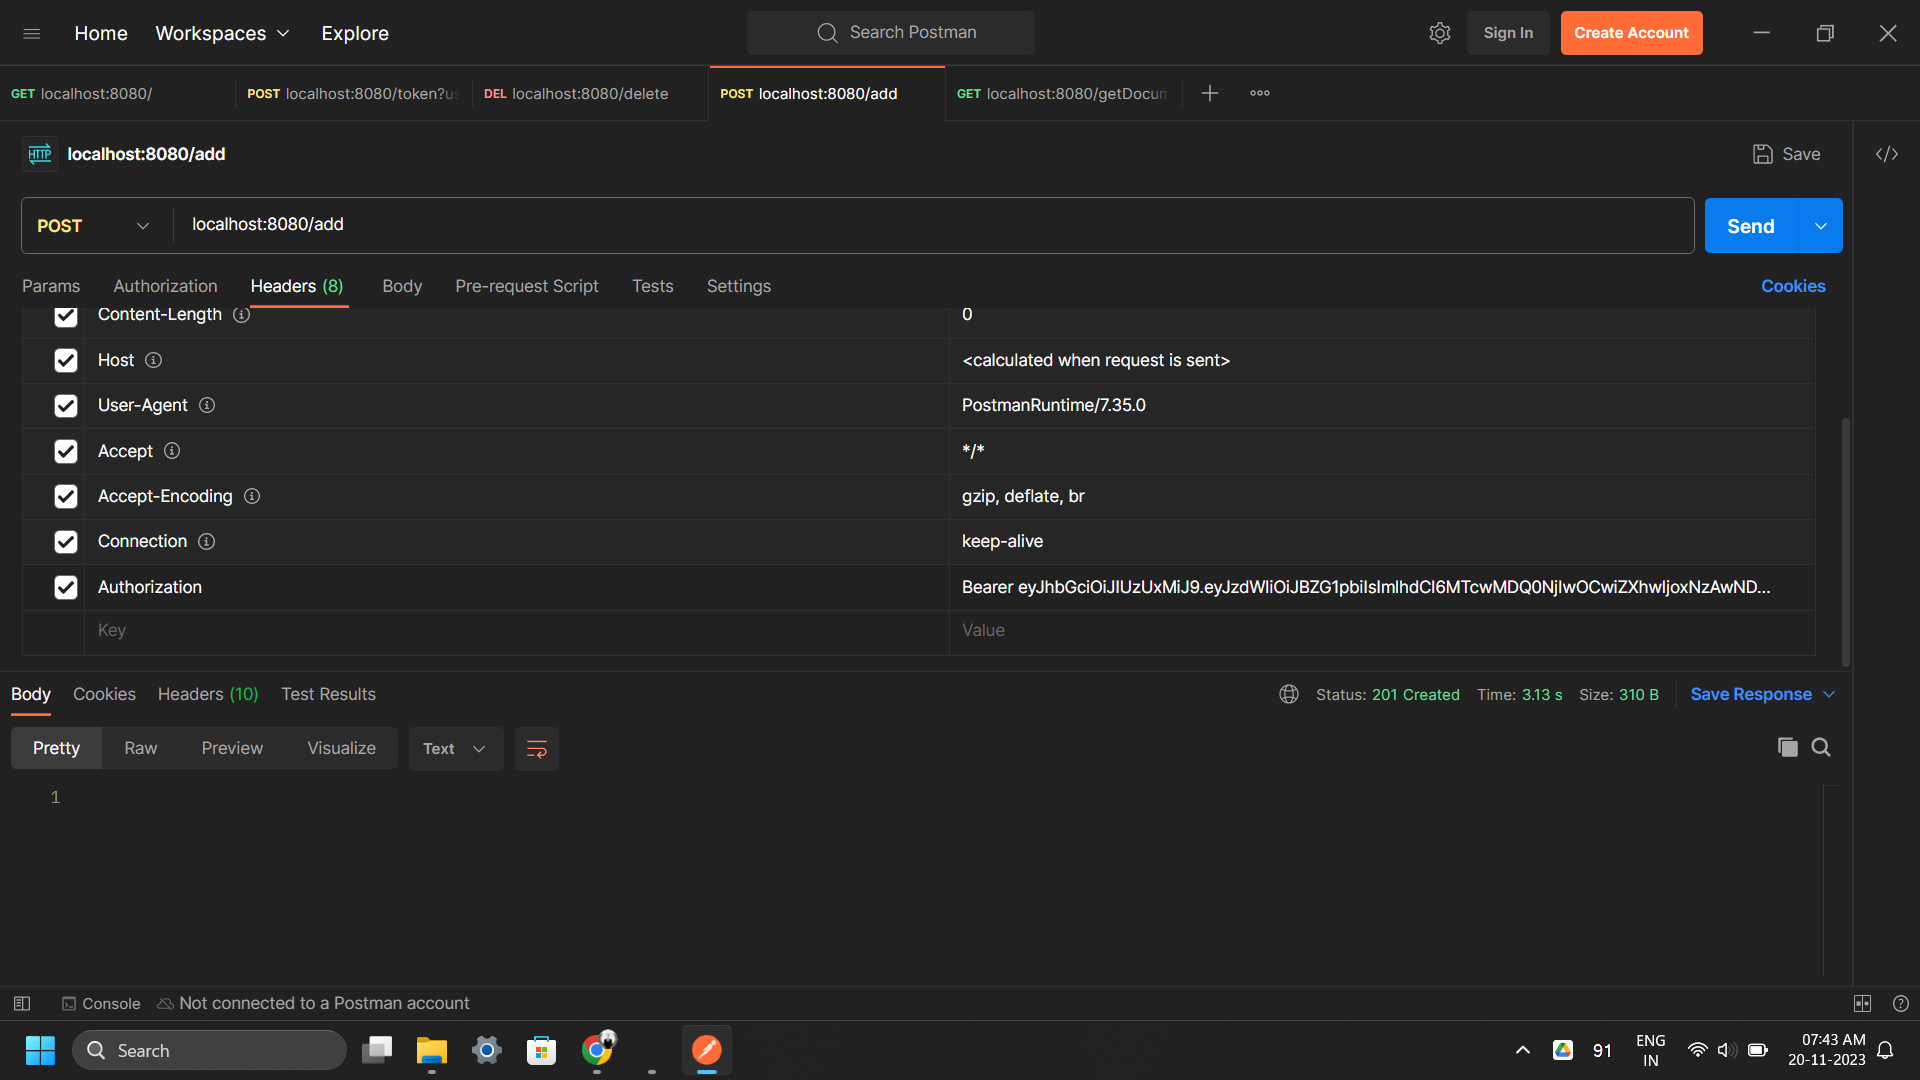 Home Workspaces Explore Search Postman Sign In Create Account
GET localhost:8080/ POST localhost:8080/token?us DEL localhost:8080/delete POST localhost:8080/add GET localhost:8080/getDocum
HTTP localhost:8080/add Save </>
POST localhost:8080/add Send
Params Authorization Headers (8) Body Pre-request Script Tests Settings Cookies
Content-Length 0
Host <calculated when request is sent>
User-Agent PostmanRuntime/7.35.0
Accept */*
Accept-Encoding gzip, deflate, br
Connection keep-alive
Authorization Bearer eyJhbGciOiJIUzUxMiJ9.eyJzdWIiOiJBZG1pbiIsImlhdCI6MTcwMDQ0NjIwOCwiZXhwIjoxNzAwND...
Key Value
Body Cookies Headers (10) Test Results Status: 201 Created Time: 3.13 s Size: 310 B Save Response
Pretty Raw Preview Visualize Text
1
Console Not connected to a Postman account
Search 91 ENG IN 07:43 AM 20-11-2023